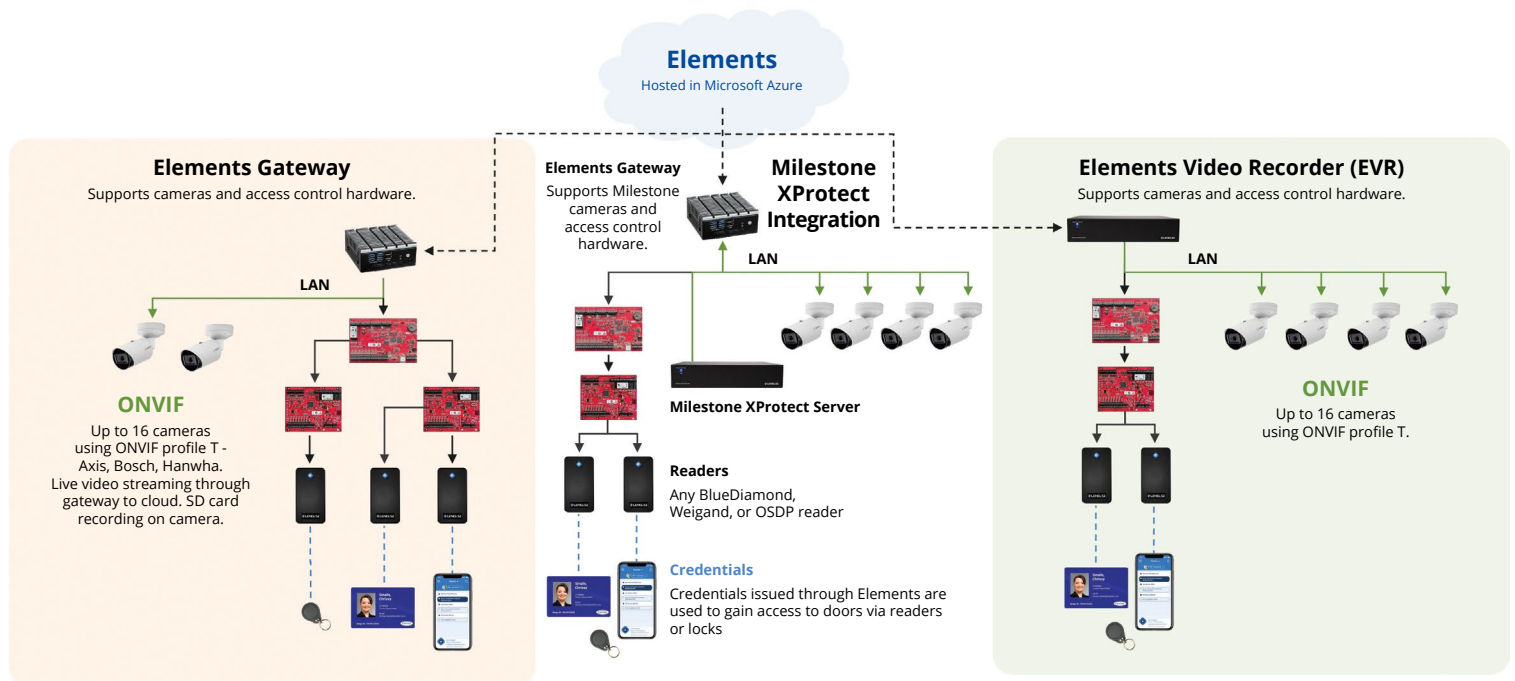 Elements
Hosted in Microsoft Azure
Elements Gateway
Supports cameras and access control hardware.
LAN
ONVIF
Up to 16 cameras
using ONVIF profile T -
Axis, Bosch, Hanwha.
Live video streaming through
gateway to cloud. SD card
recording on camera.
Elements Gateway
Supports Milestone
cameras and
access control
hardware.
Milestone
XProtect
Integration
LAN
Milestone XProtect Server
Readers
Any BlueDiamond,
Weigand, or OSDP reader
Credentials
Credentials issued through Elements are
used to gain access to doors via readers
or locks
Elements Video Recorder (EVR)
Supports cameras and access control hardware.
LAN
ONVIF
Up to 16 cameras
using ONVIF profile T.